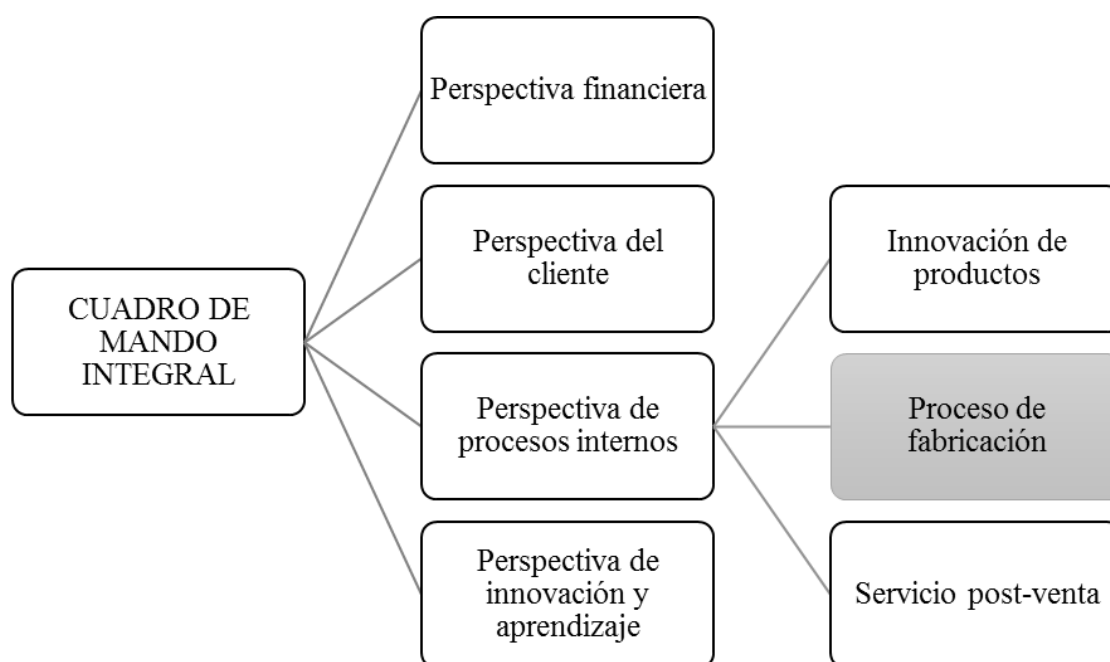 CUADRO DE
MANDO
INTEGRAL
Perspectiva financiera
Perspectiva del
cliente
Perspectiva de
procesos internos
Perspectiva de
innovación y
aprendizaje
Innovación de
productos
Proceso de
fabricación
Servicio post-venta